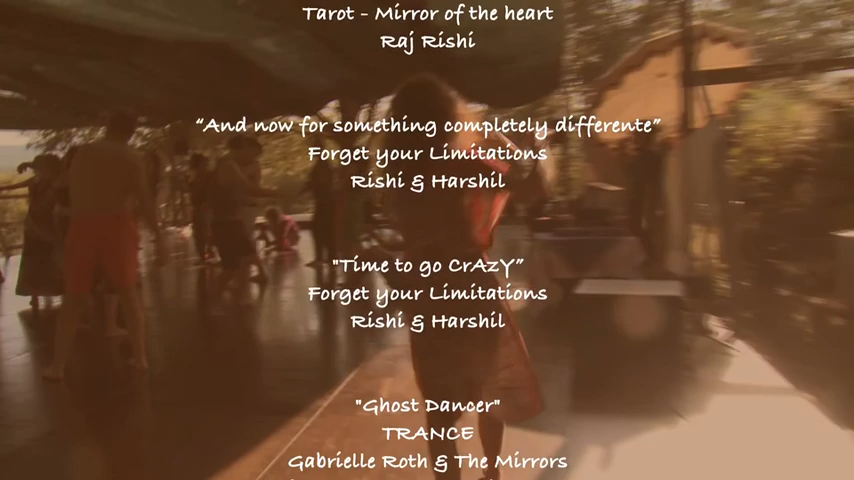 Tarot - Mirror of the heart
Raj Rishi
“And now for something completely differente”
Forget your Limitations
Rishi & Harshil
"Time to go CrAzY”
Forget your Limitations
Rishi & Harshil
"Ghost Dancer"
TRANCE
Gabrielle Roth & The Mirrors